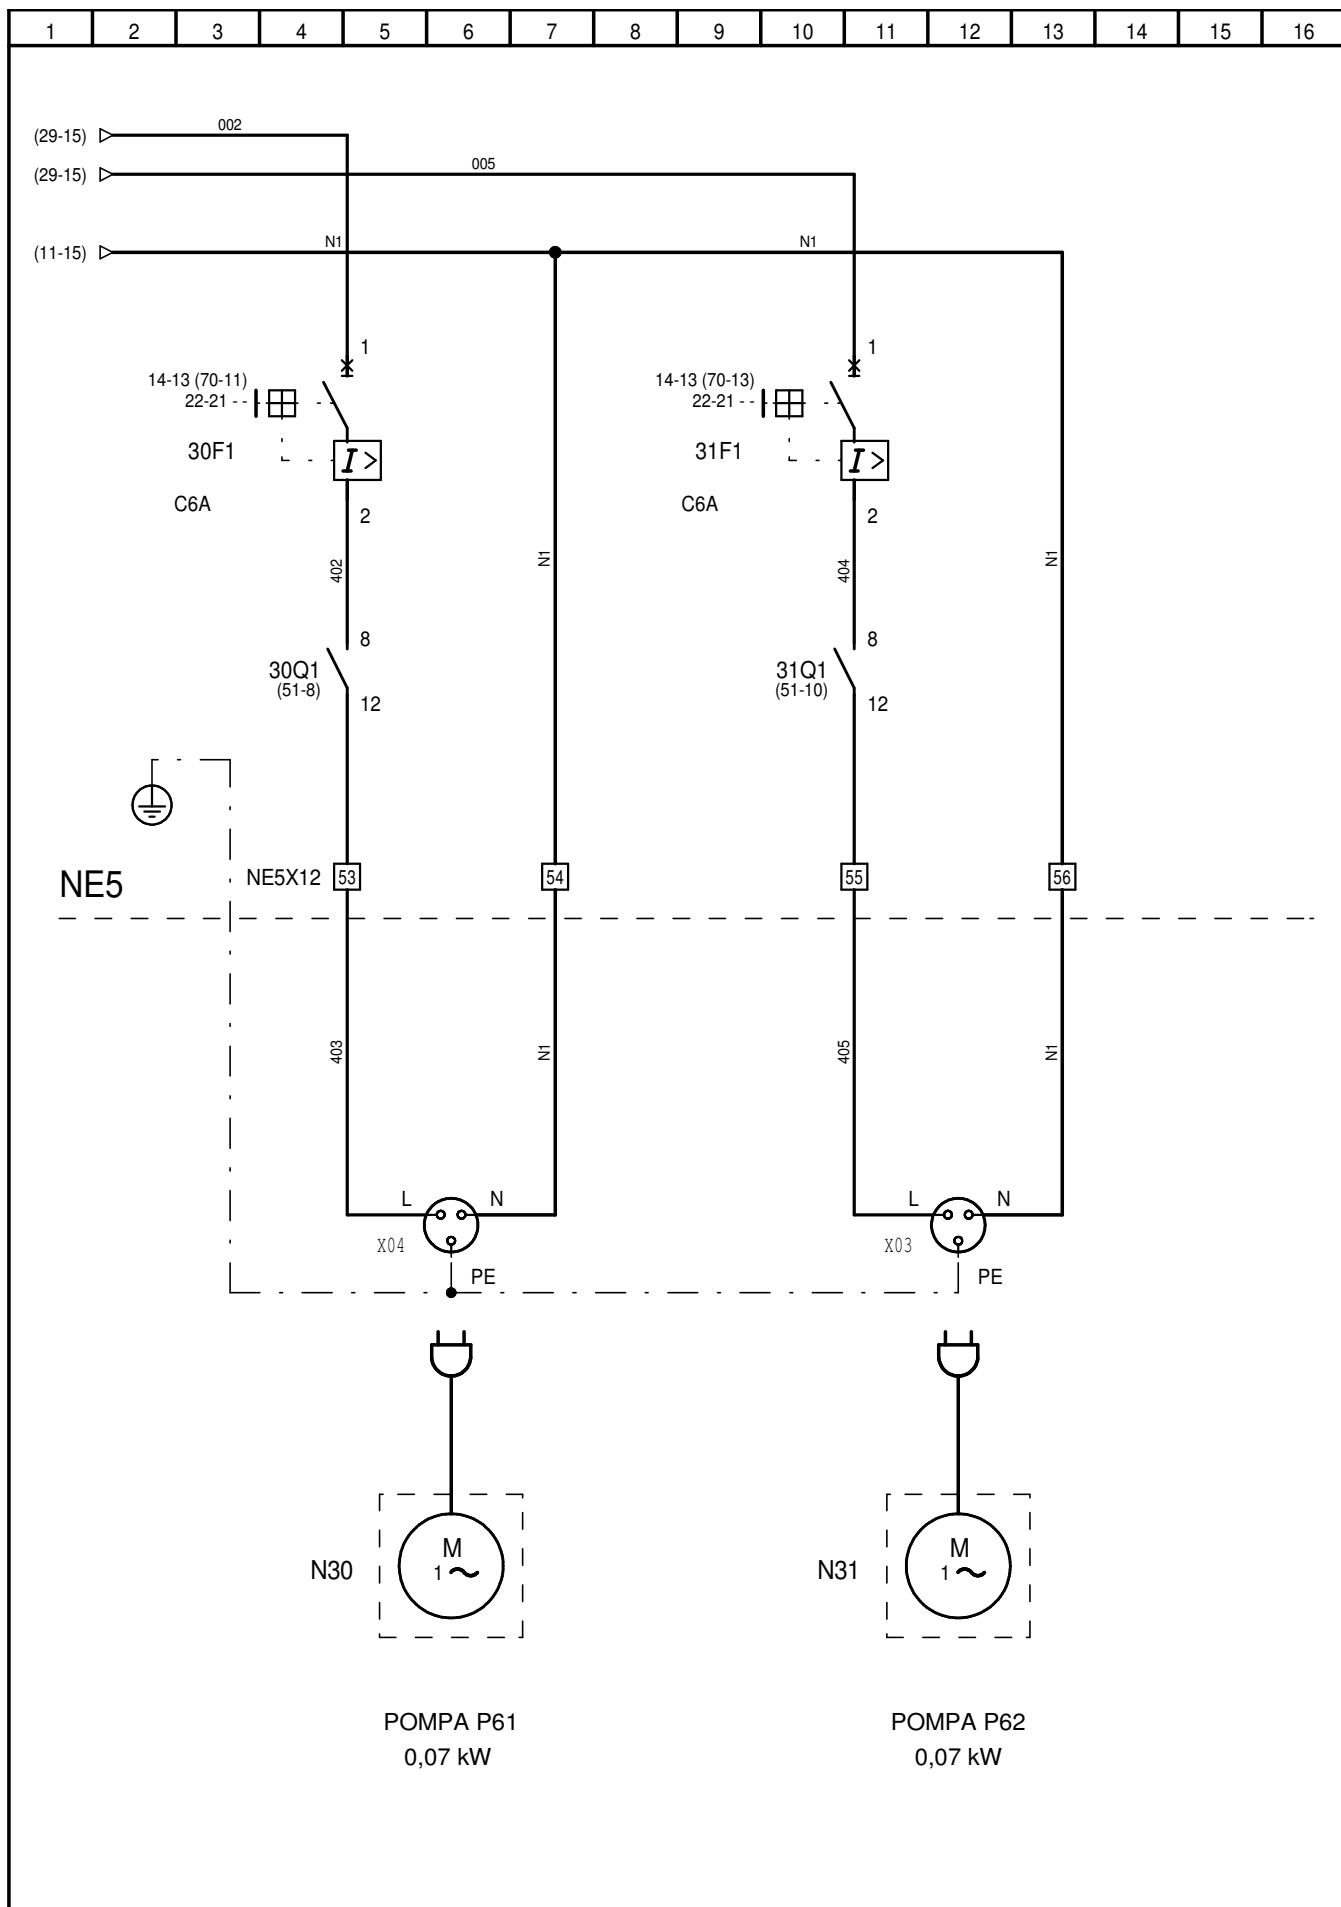 1 2 3 4 5 6 7 8 9 10 11 12 13 14 15 16
002
(29-15)
005
(29-15)
N1 N1
(11-15)
1 1
14-13 (70-11) 14-13 (70-13)
22-21 22-21
30F1 I> 31F1 I>
C6A C6A
2 2
402 N1 404 N1
8 8
30Q1 31Q1
(51-8) (51-10)
12 12
NE5 NE5X12 53 54 55 56
403 N1 405 N1
L N L N
X04 X03
PE PE
M M
N30 1 N31 1
POMPA P61 POMPA P62
0,07 kW 0,07 kW